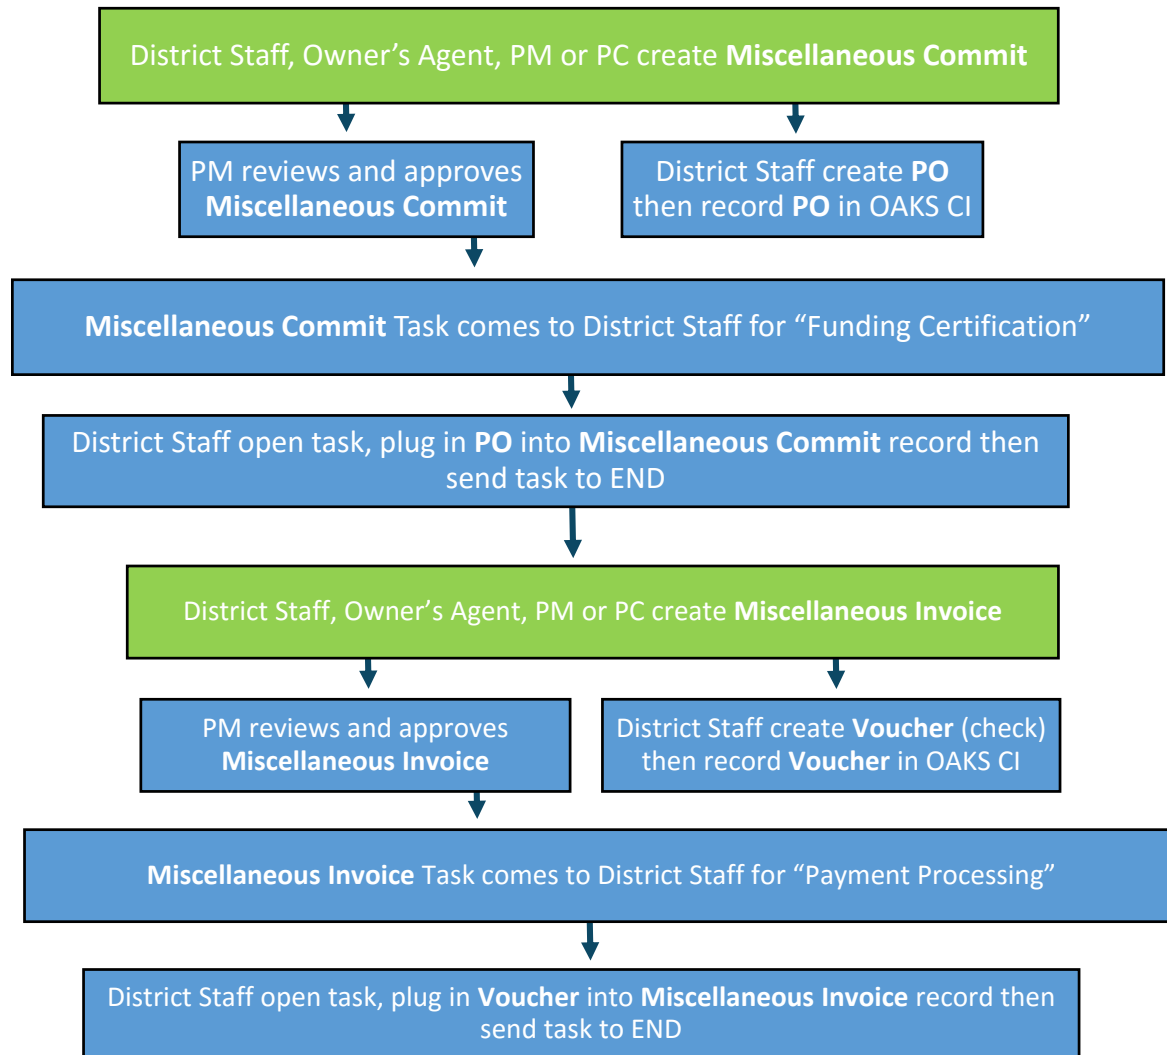 District Staff, Owner’s Agent, PM or PC create Miscellaneous Commit
PM reviews and approves
Miscellaneous Commit
District Staff create PO
then record PO in OAKS CI
Miscellaneous Commit Task comes to District Staff for “Funding Certification”
District Staff open task, plug in PO into Miscellaneous Commit record then
send task to END
District Staff, Owner’s Agent, PM or PC create Miscellaneous Invoice
PM reviews and approves
Miscellaneous Invoice
District Staff create Voucher (check)
then record Voucher in OAKS CI
Miscellaneous Invoice Task comes to District Staff for “Payment Processing”
District Staff open task, plug in Voucher into Miscellaneous Invoice record then
send task to END